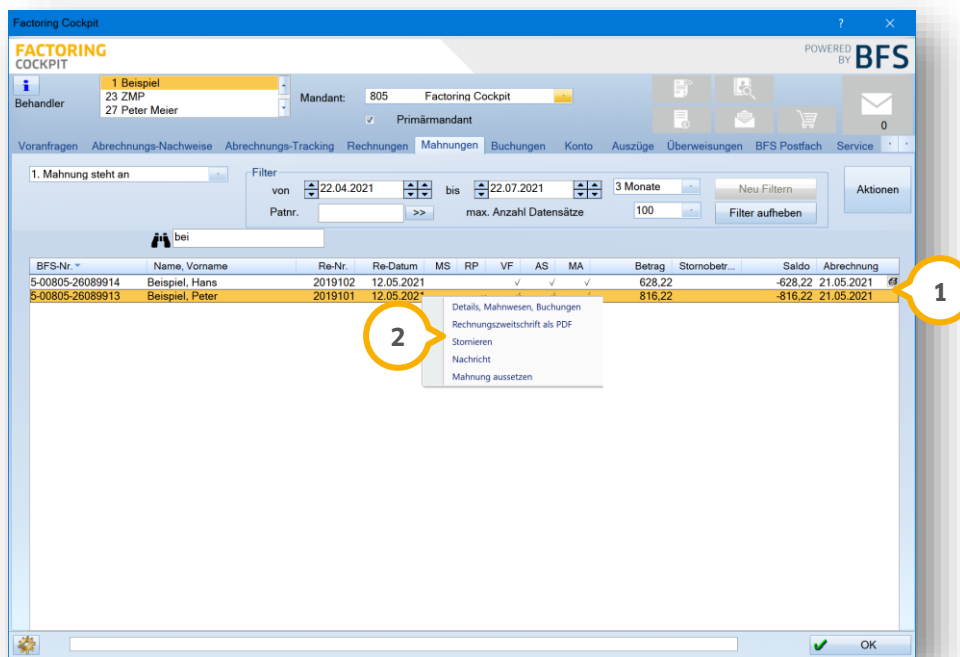 Factoring Cockpit ?
FACTORING
COCKPIT
POWERED
BY BFS
Behandler
1 Beispiel
23 ZMP
27 Peter Meier
Mandant: 805 Factoring Cockpit
Primärmandant
0
Voranfragen Abrechnungs-Nachweise Abrechnungs-Tracking Rechnungen Mahnungen Buchungen Konto Auszüge Überweisungen BFS Postfach Service
1. Mahnung steht an
Filter
von 22.04.2021 bis 22.07.2021 3 Monate Neu Filtern Aktionen
Patnr. >> max. Anzahl Datensätze 100 Filter aufheben
bei
BFS-Nr. Name, Vorname Re-Nr. Re-Datum MS RP VF AS MA Betrag Stornobetr... Saldo Abrechnung
5-00805-26089914 Beispiel, Hans 2019102 12.05.2021 √ √ √ 628,22 -628,22 21.05.2021
5-00805-26089913 Beispiel, Peter 2019101 12.05.2021 816,22 -816,22 21.05.2021
1
Details, Mahnwesen, Buchungen
Rechnungszweitschrift als PDF
2
Stornieren
Nachricht
Mahnung aussetzen
OK